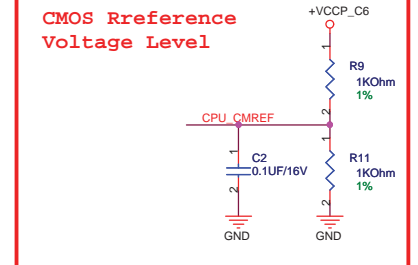 CMOS Rreference
Voltage Level
+VCCP_C6
1
R9
1KOhm
1%
2
CPU_CMREF
1
C2
0.1UF/16V
2
GND
1
R11
1KOhm
1%
2
GND